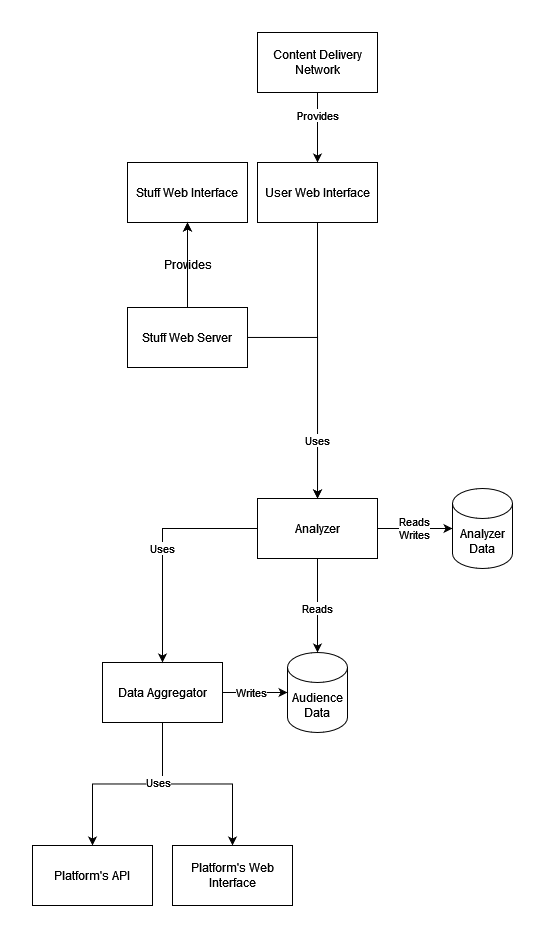 Content Delivery
Network
Provides
Stuff Web Interface
User Web Interface
Provides
Stuff Web Server
Uses
Analyzer
Reads
Writes
Analyzer
Data
Uses
Reads
Data Aggregator
Writes
Audience
Data
Uses
Platform's API
Platform's Web
Interface